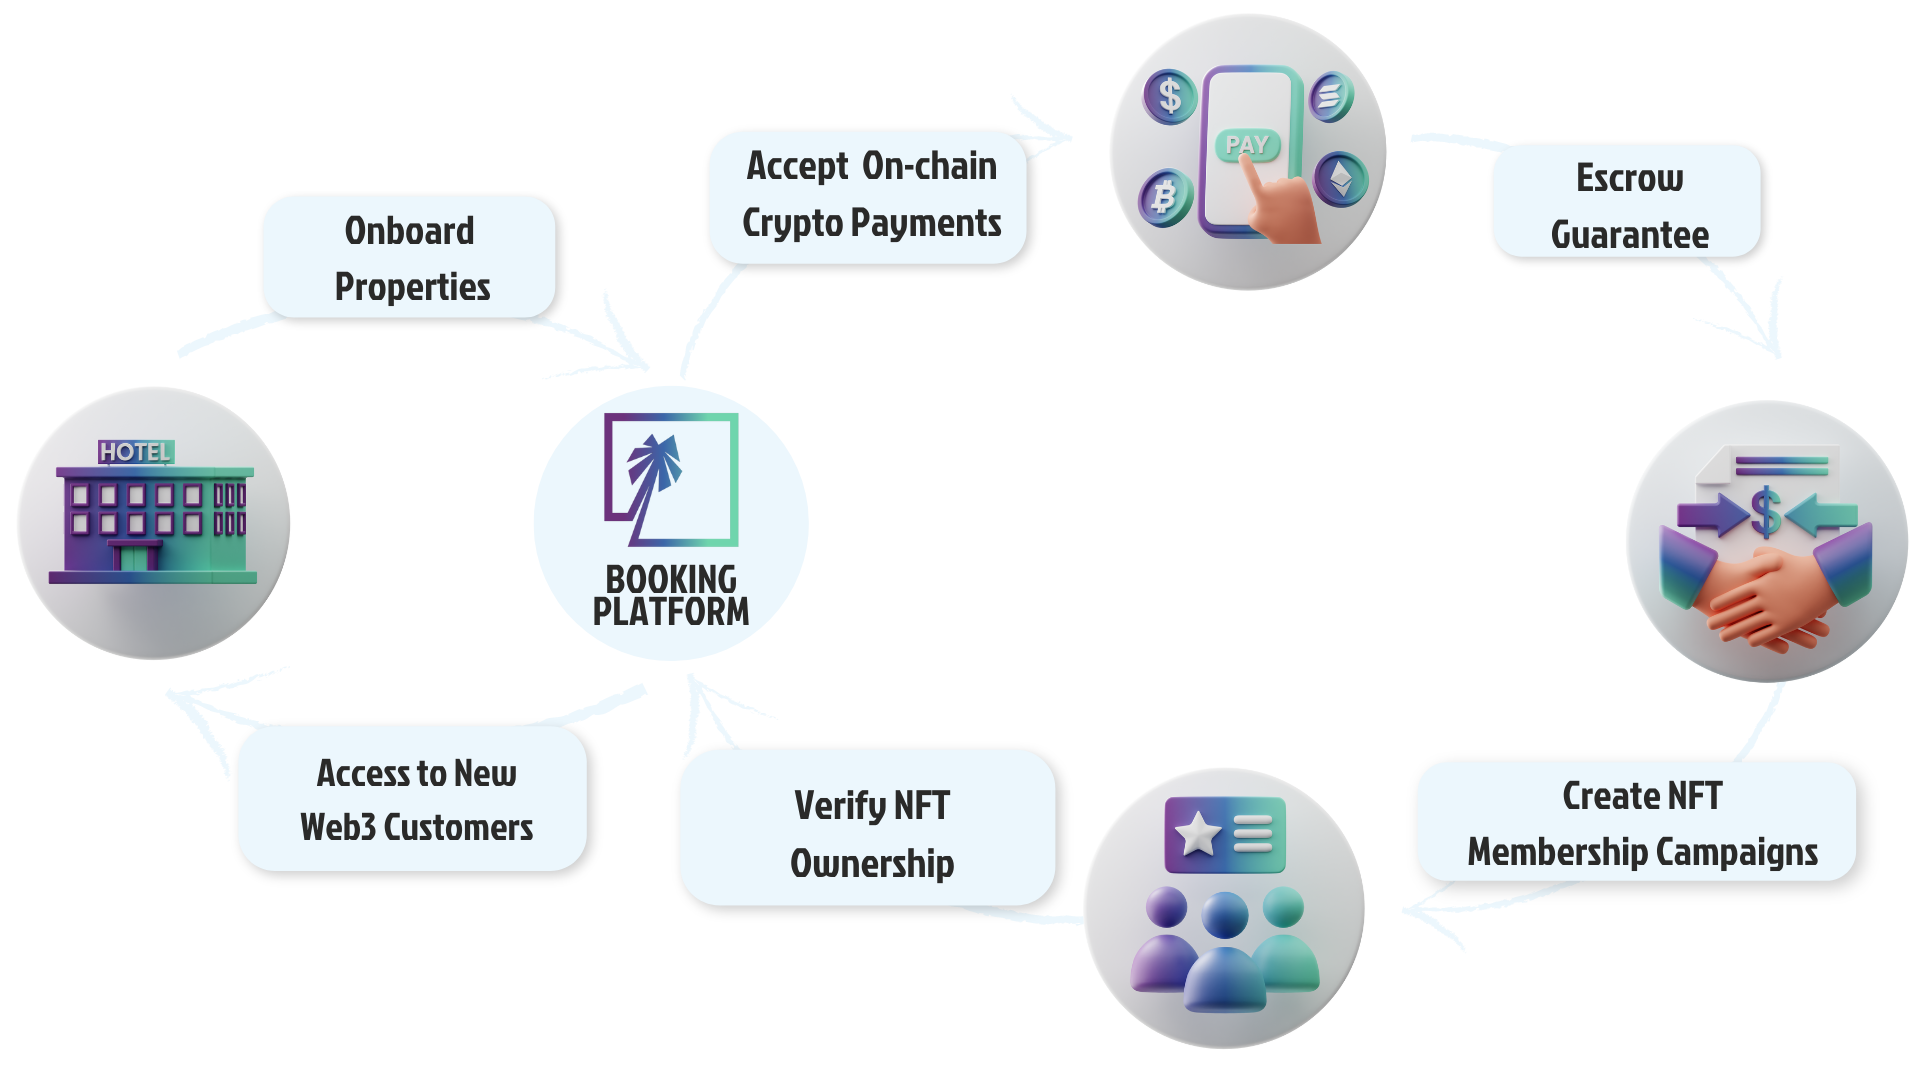 Onboard
Properties
Accept On-chain
Crypto Payments
$
PAY
Escrow
Guarantee
HOTEL
BOOKING
PLATFORM
$
Access to New
Web3 Customers
Verify NFT
Ownership
Create NFT
Membership Campaigns